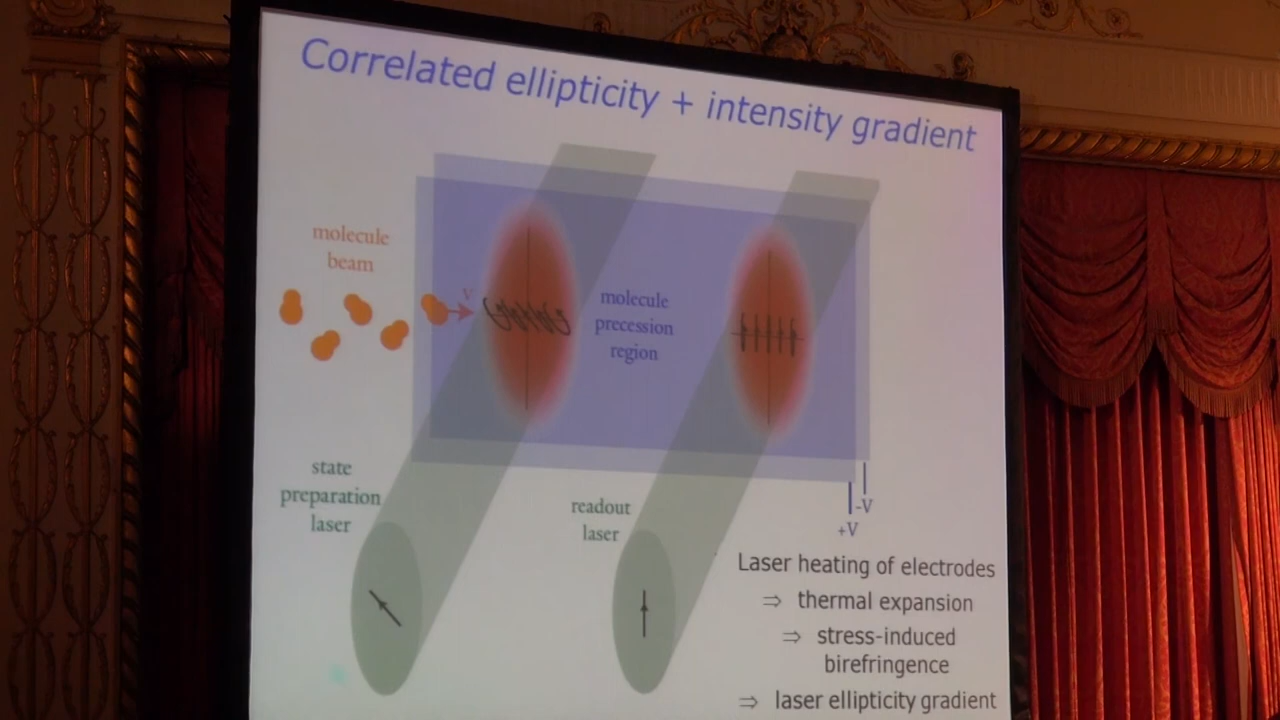 Correlated ellipticity + intensity gradient
molecule
beam
v
molecule
precession
region
state
preparation
laser
readout
laser
-V
+V
Laser heating of electrodes
⇒ thermal expansion
⇒ stress-induced
birefringence
⇒ laser ellipticity gradient